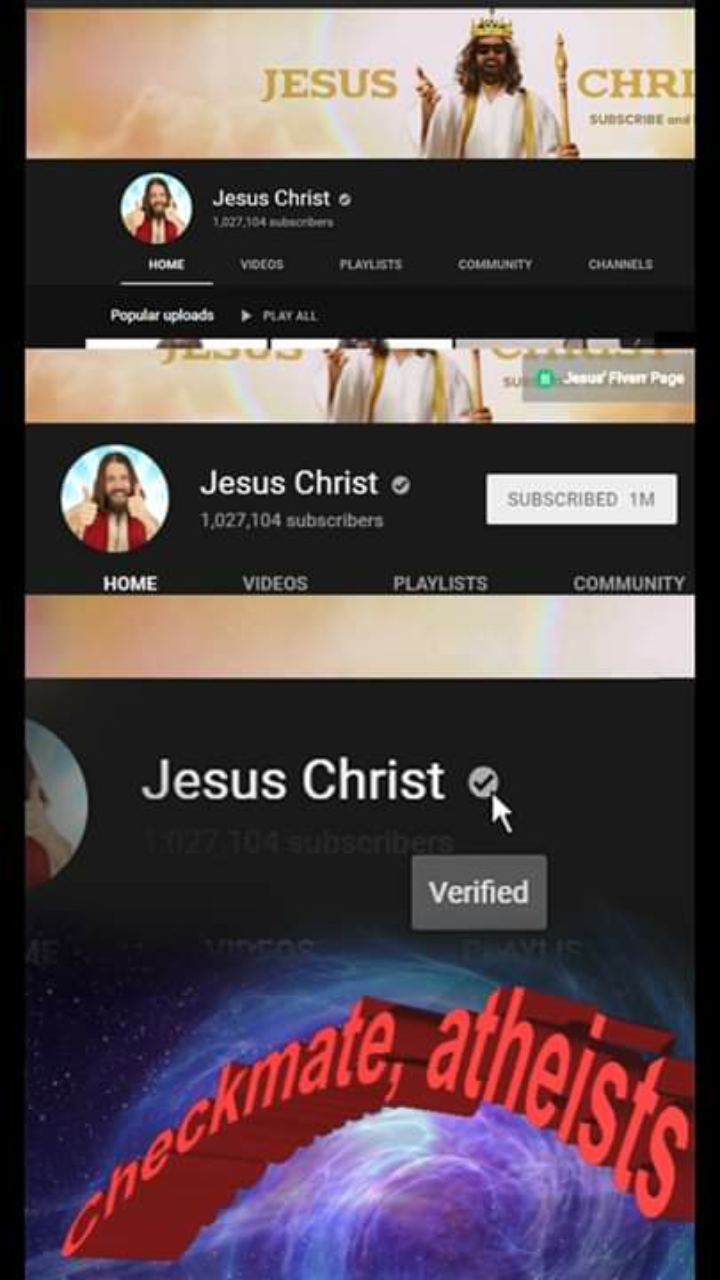 JESUS CHRI
SUBSCRIBE and
Jesus Christ
1,027,104 subscribers
HOME VIDEOS PLAYLISTS COMMUNITY CHANNELS
Popular uploads PLAY ALL
JESUS CHRIST
Jesus' Fiverr Page
Jesus Christ
1,027,104 subscribers
SUBSCRIBED 1M
HOME VIDEOS PLAYLISTS COMMUNITY
Jesus Christ
1,027,104 subscribers
Verified
ME VIDEOS PLAYLIS
checkmate, atheists